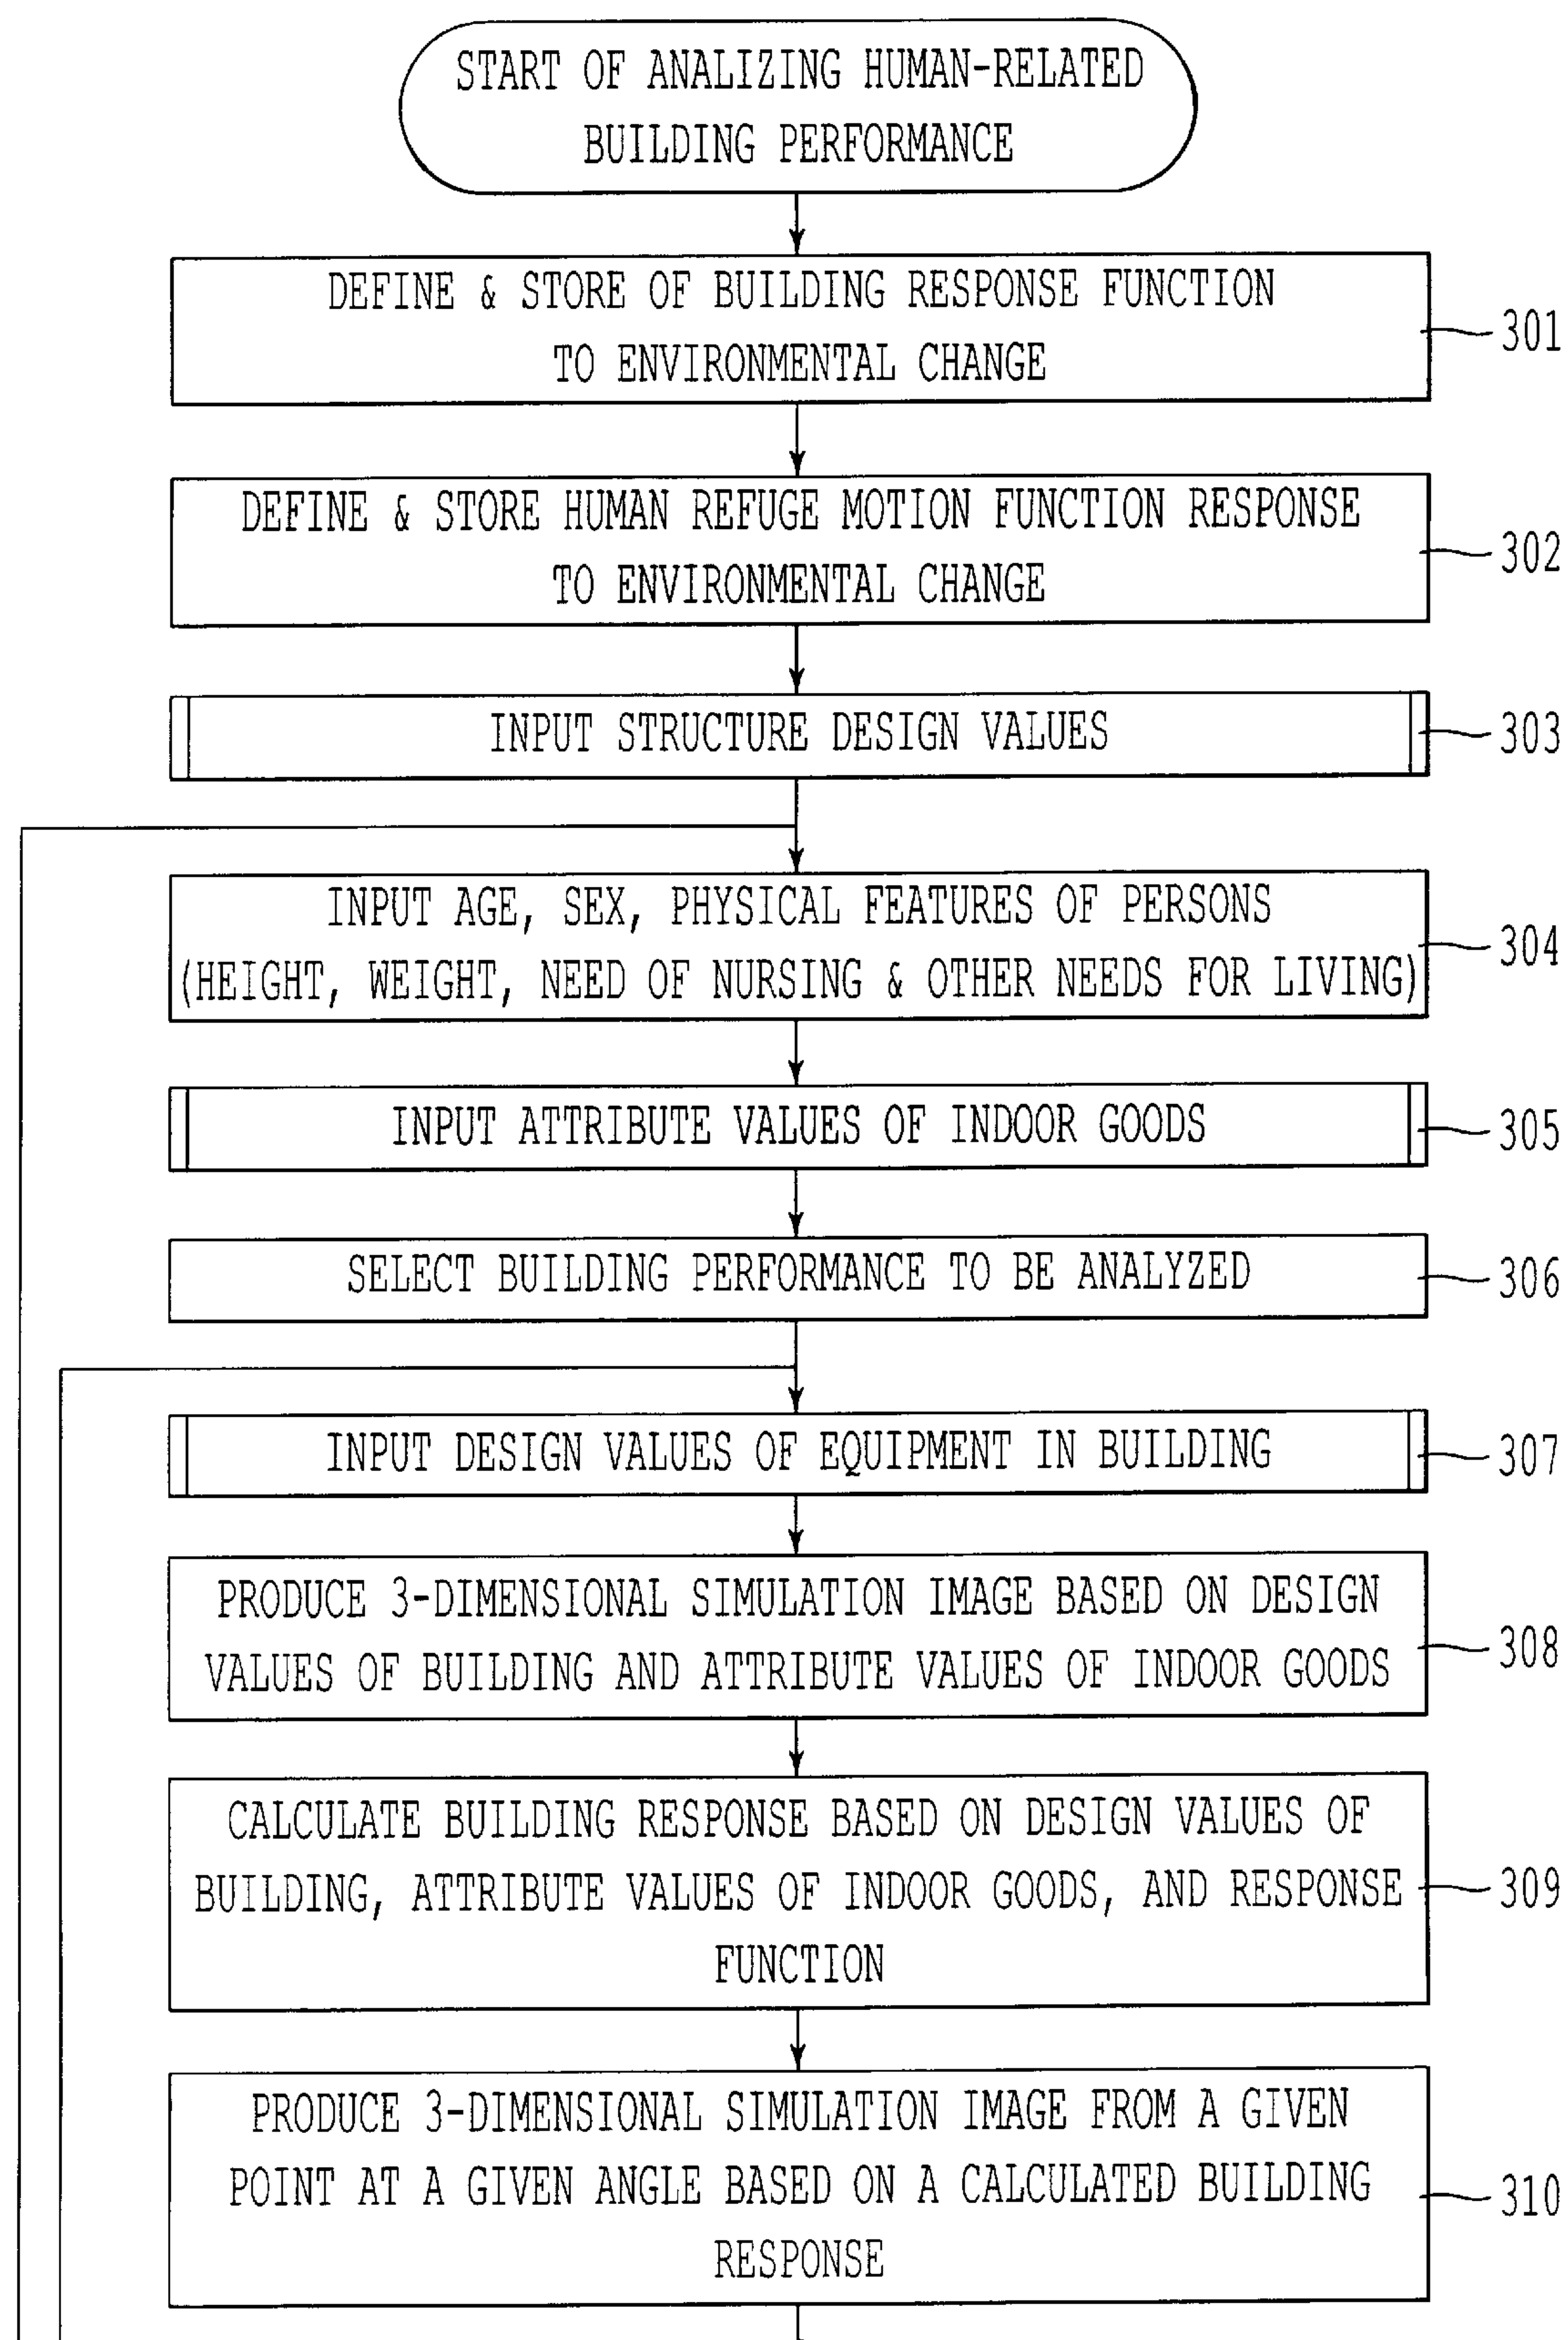 START OF ANALIZING HUMAN-RELATED
BUILDING PERFORMANCE
DEFINE & STORE OF BUILDING RESPONSE FUNCTION
TO ENVIRONMENTAL CHANGE
301
DEFINE & STORE HUMAN REFUGE MOTION FUNCTION RESPONSE
TO ENVIRONMENTAL CHANGE
302
INPUT STRUCTURE DESIGN VALUES
303
INPUT AGE, SEX, PHYSICAL FEATURES OF PERSONS
(HEIGHT, WEIGHT, NEED OF NURSING & OTHER NEEDS FOR LIVING)
304
INPUT ATTRIBUTE VALUES OF INDOOR GOODS
305
SELECT BUILDING PERFORMANCE TO BE ANALYZED
306
INPUT DESIGN VALUES OF EQUIPMENT IN BUILDING
307
PRODUCE 3-DIMENSIONAL SIMULATION IMAGE BASED ON DESIGN
VALUES OF BUILDING AND ATTRIBUTE VALUES OF INDOOR GOODS
308
CALCULATE BUILDING RESPONSE BASED ON DESIGN VALUES OF
BUILDING, ATTRIBUTE VALUES OF INDOOR GOODS, AND RESPONSE
FUNCTION
309
PRODUCE 3-DIMENSIONAL SIMULATION IMAGE FROM A GIVEN
POINT AT A GIVEN ANGLE BASED ON A CALCULATED BUILDING
RESPONSE
310